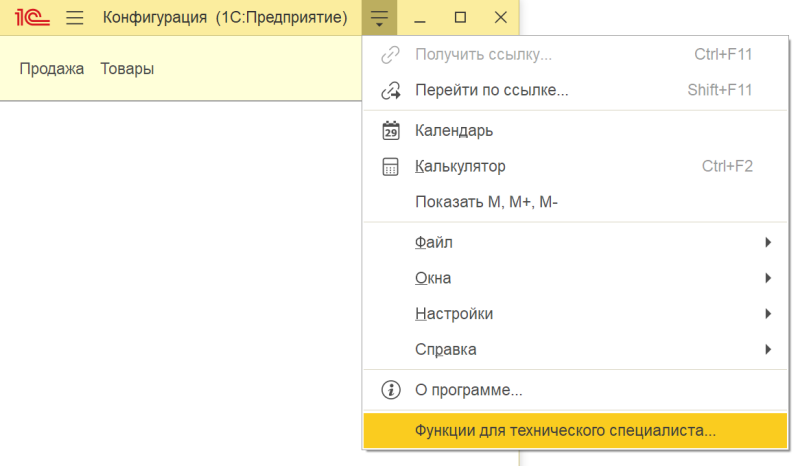 1С Конфигурация (1С:Предприятие)
Продажа Товары
Получить ссылку... Ctrl+F11
Перейти по ссылке... Shift+F11
29 Календарь
Калькулятор Ctrl+F2
Показать M, M+, M-
Файл
Окна
Настройки
Справка
i О программе...
Функции для технического специалиста...